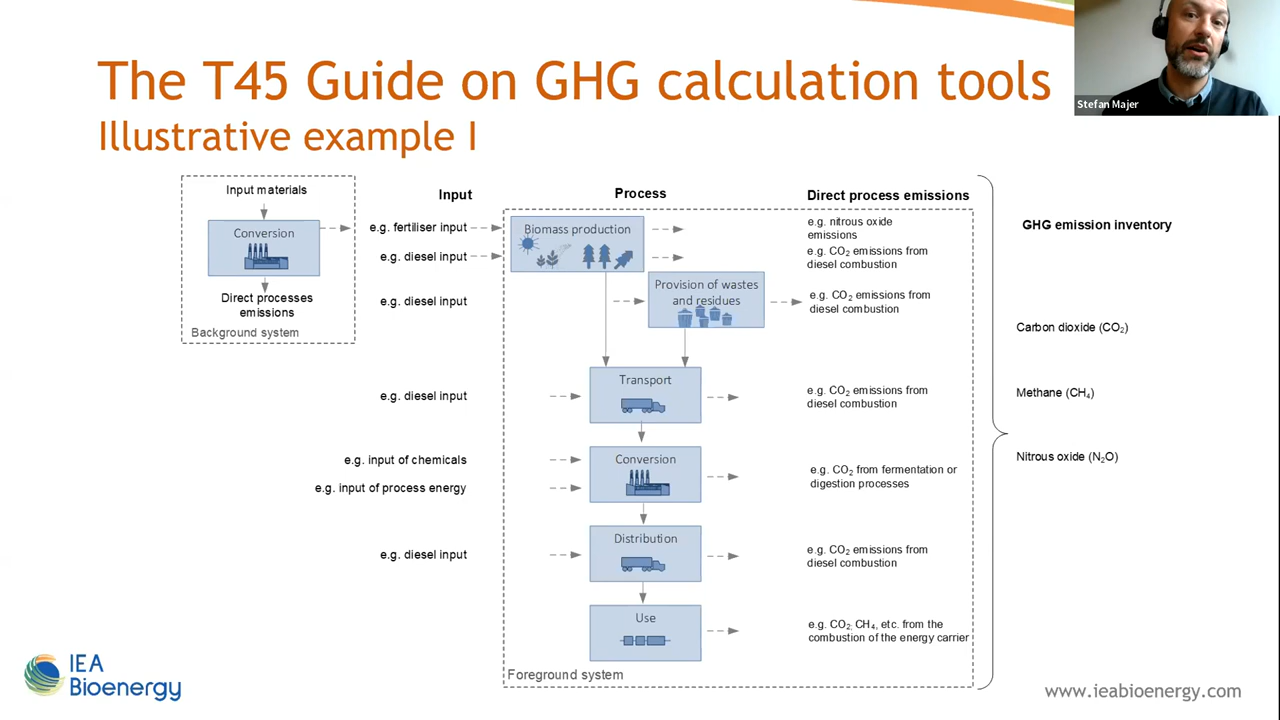 The T45 Guide on GHG calculation tools
Illustrative example I
Stefan Majer
Input materials
Conversion
Direct processes
emissions
Background system
Input
Process
Direct process emissions
e.g. fertiliser input
Biomass production
e.g. nitrous oxide
emissions
e.g. diesel input
e.g. CO₂ emissions from
diesel combustion
e.g. diesel input
Provision of wastes
and residues
e.g. CO₂ emissions from
diesel combustion
e.g. diesel input
Transport
e.g. CO₂ emissions from
diesel combustion
e.g. input of chemicals
e.g. input of process energy
Conversion
e.g. CO₂ from fermentation or
digestion processes
e.g. diesel input
Distribution
e.g. CO₂ emissions from
diesel combustion
Use
e.g. CO₂, CH₄, etc. from the
combustion of the energy carrier
Foreground system
GHG emission inventory
Carbon dioxide (CO₂)
Methane (CH₄)
Nitrous oxide (N₂O)
IEA
Bioenergy
www.ieabioenergy.com